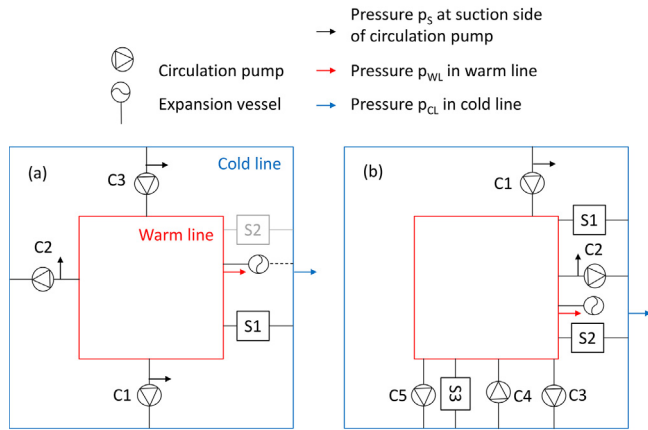 Circulation pump
Expansion vessel
Pressure pS at suction side
of circulation pump
Pressure pWL in warm line
Pressure pCL in cold line
(a)
Cold line
C3
Warm line
S2
C2
S1
C1
(b)
C1
S1
C2
S2
C5
S3
C4
C3